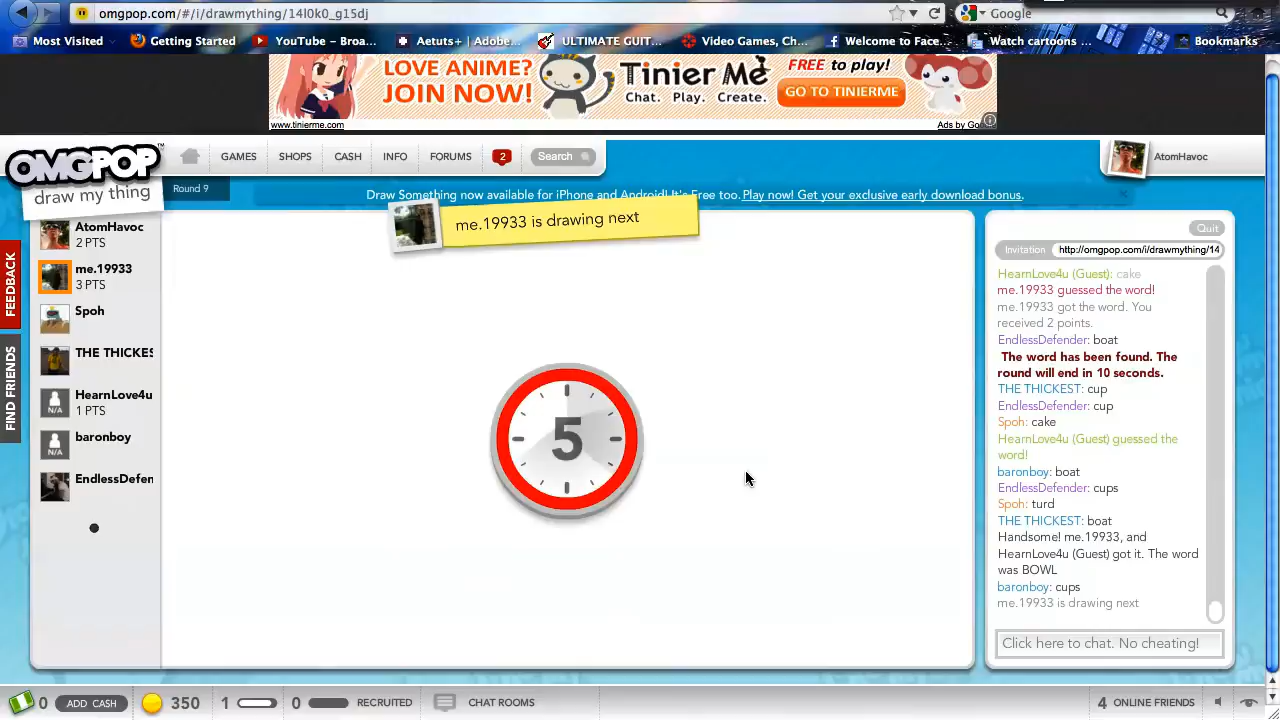 omgpop.com/#/i/drawmything/14l0k0_g15dj
Google
Most Visited
Getting Started
YouTube – Broa...
Aetuts+ | Adobe...
ULTIMATE GUIT...
Video Games, Ch...
Welcome to Face...
Watch cartoons ...
Bookmarks
LOVE ANIME?
JOIN NOW!
www.tinierme.com
Tinier Me
Chat. Play. Create.
FREE to play!
GO TO TINIERME
Ads by Go
OMGPOP
draw my thing
GAMES
SHOPS
CASH
INFO
FORUMS
2
Search
AtomHavoc
Round 9
Draw Something now available for iPhone and Android! It's Free too. Play now! Get your exclusive early download bonus.
me.19933 is drawing next
FEEDBACK
FIND FRIENDS
AtomHavoc
2 PTS
me.19933
3 PTS
Spoh
THE THICKES
HearnLove4u
N/A
1 PTS
baronboy
N/A
EndlessDefen
5
Quit
Invitation
http://omgpop.com/i/drawmything/14
HearnLove4u (Guest): cake
me.19933 guessed the word!
me.19933 got the word. You
received 2 points.
EndlessDefender: boat
The word has been found. The
round will end in 10 seconds.
THE THICKEST: cup
EndlessDefender: cup
Spoh: cake
HearnLove4u (Guest) guessed the
word!
baronboy: boat
EndlessDefender: cups
Spoh: turd
THE THICKEST: boat
Handsome! me.19933, and
HearnLove4u (Guest) got it. The word
was BOWL
baronboy: cups
me.19933 is drawing next
Click here to chat. No cheating!
0
ADD CASH
350
1
0
RECRUITED
CHAT ROOMS
4 ONLINE FRIENDS